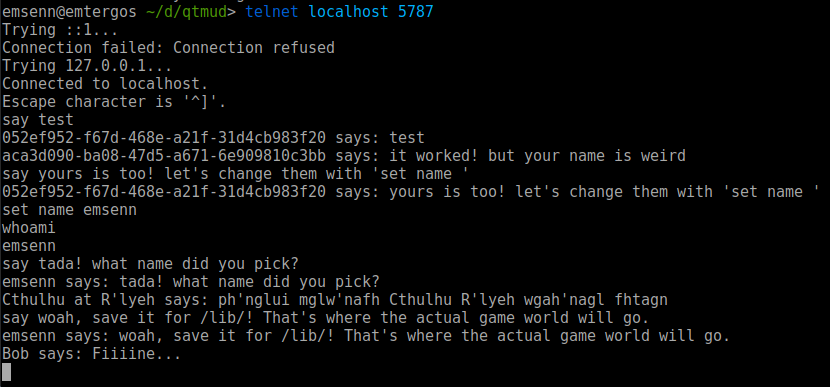 emsenn@emtergos ~/d/qtmud> telnet localhost 5787
Trying ::1...
Connection failed: Connection refused
Trying 127.0.0.1...
Connected to localhost.
Escape character is '^]'.
say test
052ef952-f67d-468e-a21f-31d4cb983f20 says: test
aca3d090-ba08-47d5-a671-6e909810c3bb says: it worked! but your name is weird
say yours is too! let's change them with 'set name '
052ef952-f67d-468e-a21f-31d4cb983f20 says: yours is too! let's change them with 'set name '
set name emsenn
whoami
emsenn
say tada! what name did you pick?
emsenn says: tada! what name did you pick?
Cthulhu at R'lyeh says: ph'nglui mglw'nafh Cthulhu R'lyeh wgah'nagl fhtagn
say woah, save it for /lib/! That's where the actual game world will go.
emsenn says: woah, save it for /lib/! That's where the actual game world will go.
Bob says: Fiiiine...